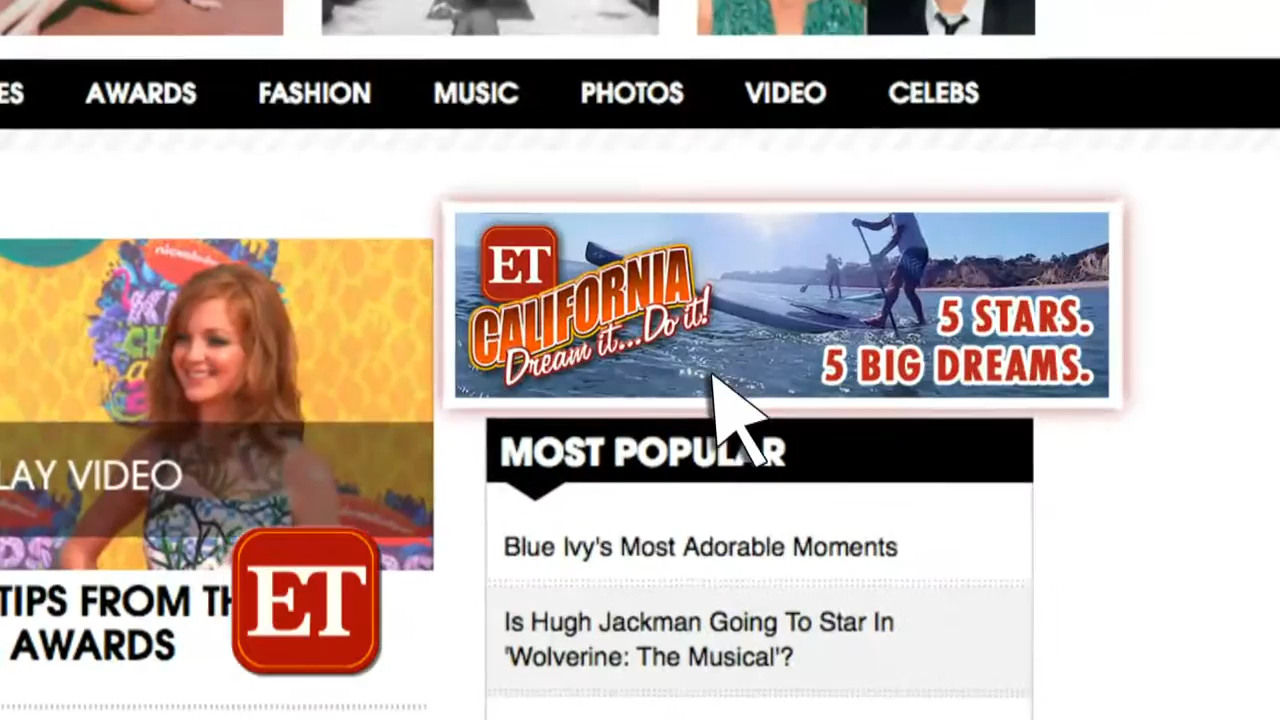 ES AWARDS FASHION MUSIC PHOTOS VIDEO CELEBS
nickelodeon
ET
CALIFORNIA
Dream it...Do it!
5 STARS.
5 BIG DREAMS.
LAY VIDEO
MOST POPULAR
Blue Ivy's Most Adorable Moments
Is Hugh Jackman Going To Star In
'Wolverine: The Musical'?
TIPS FROM TH
AWARDS
ET